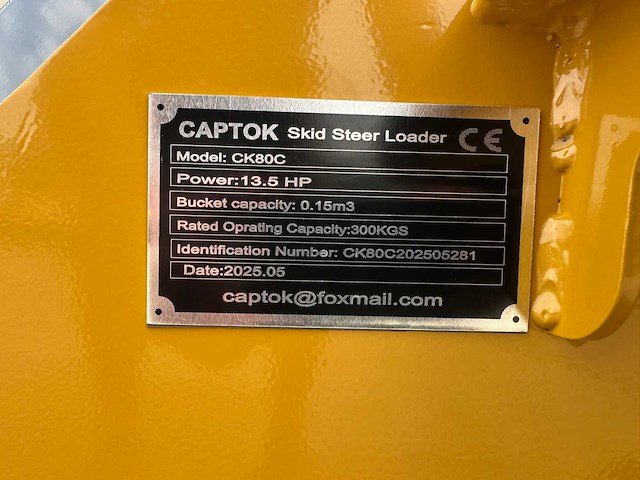 CAPTOK Skid Steer Loader CE
Model: CK80C
Power:13.5 HP
Bucket capacity: 0.15m3
Rated Oprating Capacity:300KGS
Identification Number: CK80C202505281
Date:2025.05
captok@foxmail.com